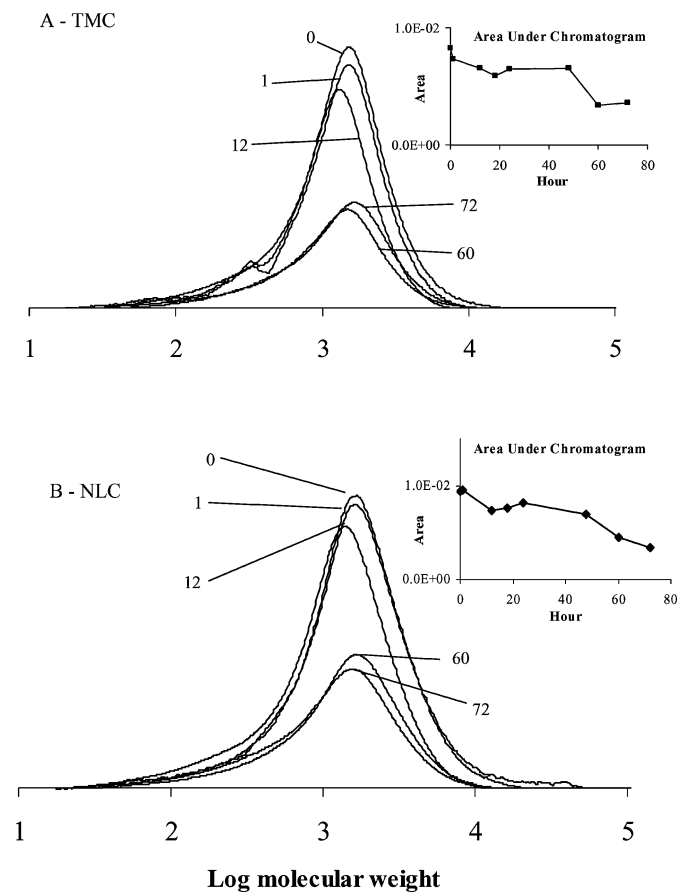 A - TMC
0
1
12
72
60
1.0E-02
Area Under Chromatogram
Area
0.0E+00
0 20 40 60 80
Hour
1 2 3 4 5
B - NLC
0
1
12
60
72
Area Under Chromatogram
1.0E-02
Area
0.0E+00
0 20 40 60 80
Hour
1 2 3 4 5
Log molecular weight